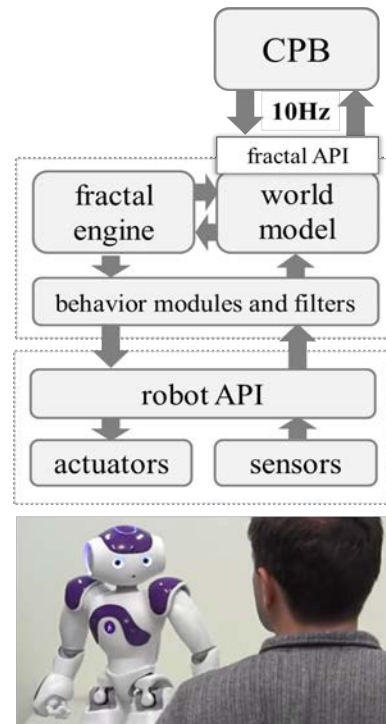 CPB
10Hz
fractal API
fractal
engine
world
model
behavior modules and filters
robot API
actuators
sensors